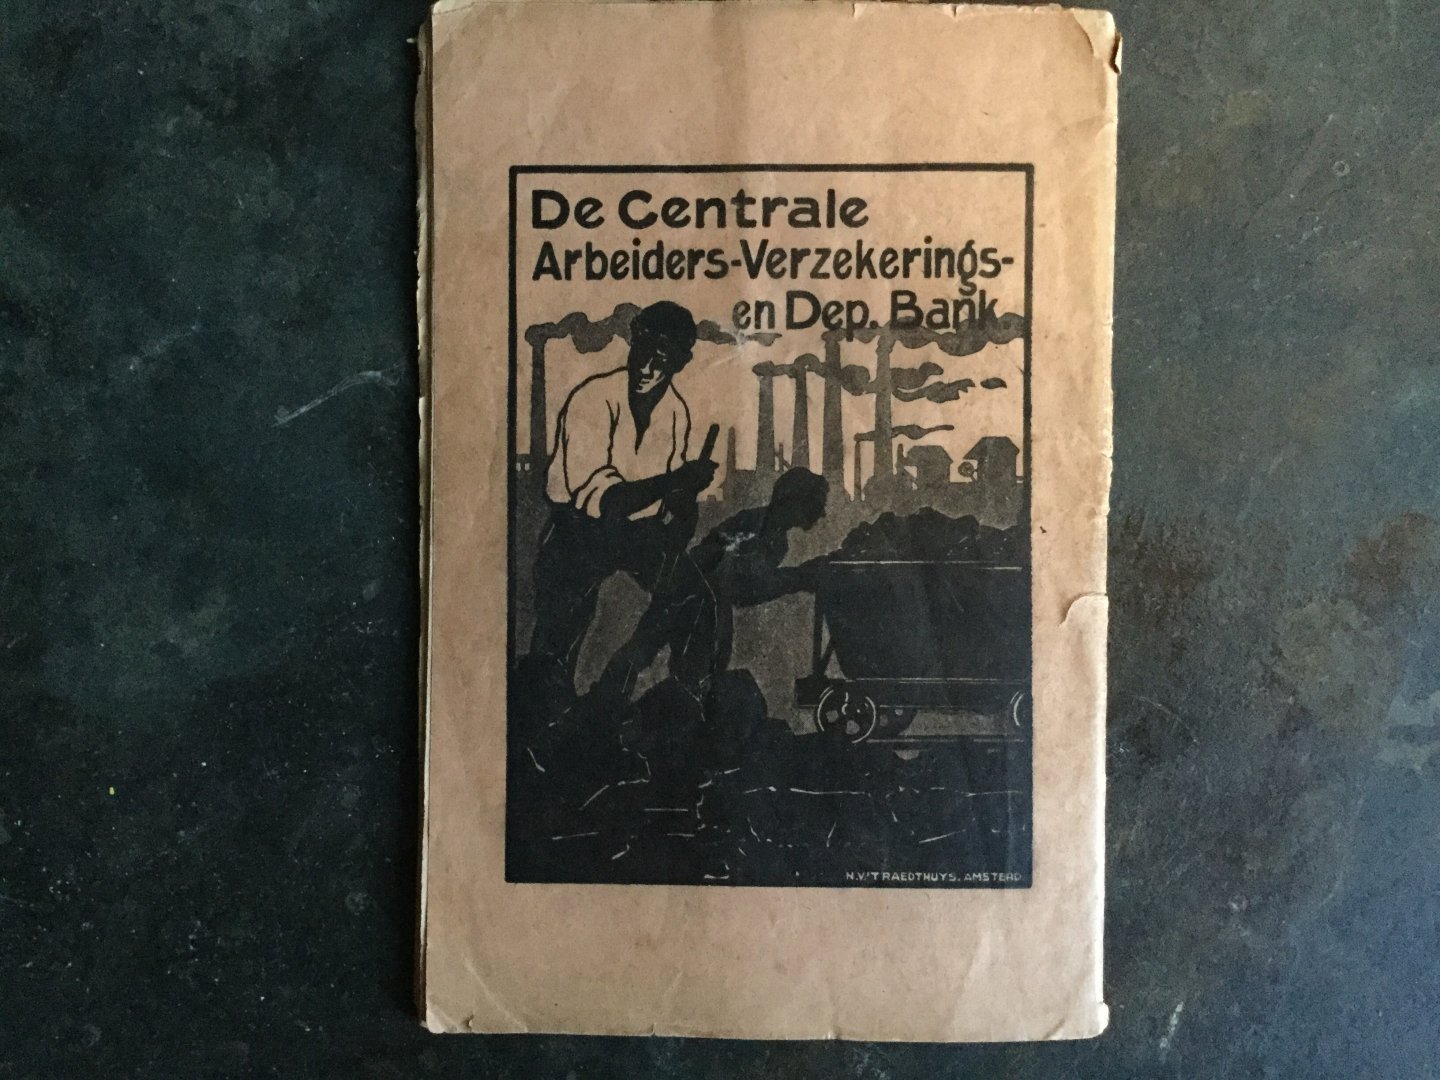 De Centrale
Arbeiders-Verzekerings-
en Dep. Bank.
N.V. 'T RAEDTHUYS. AMSTERD